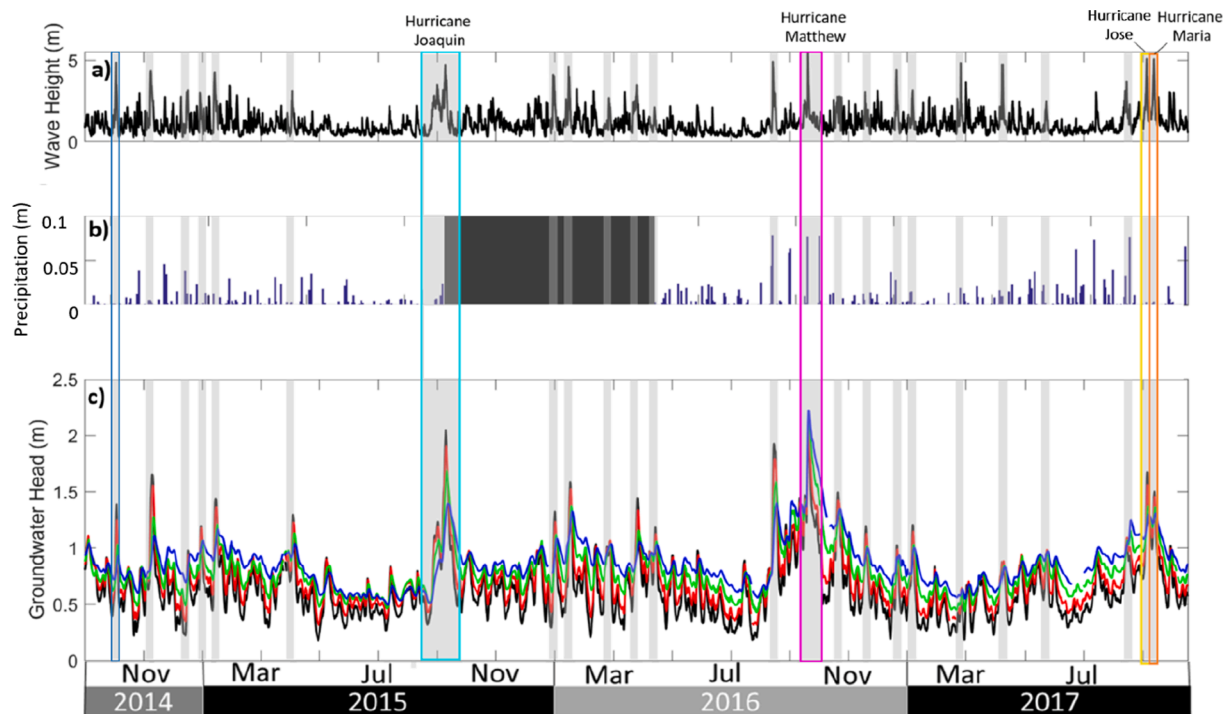 Hurricane
Joaquin
Hurricane
Matthew
Hurricane
Jose
Hurricane
Maria
Wave Height (m)
a)
5
0
Precipitation (m)
b)
0.1
0.05
0
Groundwater Head (m)
c)
2.5
2
1.5
1
0.5
0
Nov Mar Jul Nov Mar Jul Nov Mar Jul
2014 2015 2016 2017